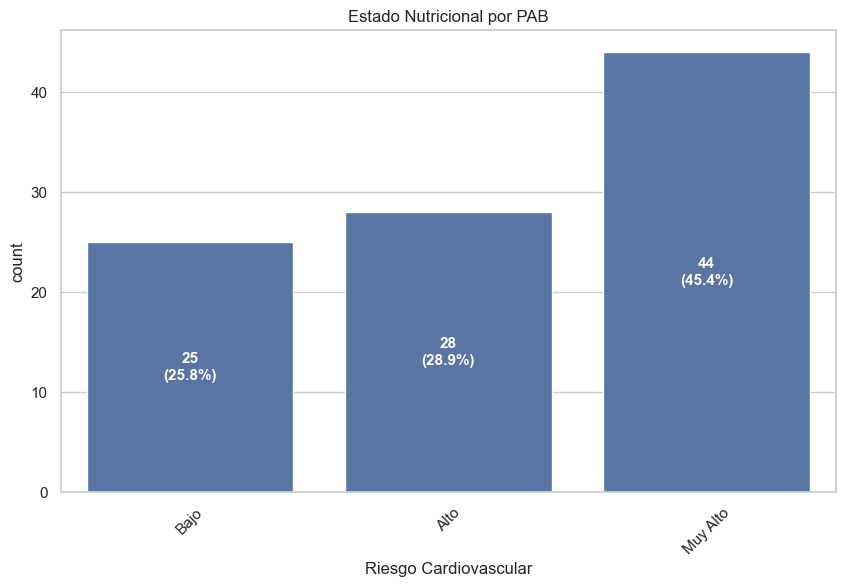 Estado Nutricional por PAB
count
40
30
20
10
0
25
(25.8%)
28
(28.9%)
44
(45.4%)
Bajo
Alto
Muy Alto
Riesgo Cardiovascular